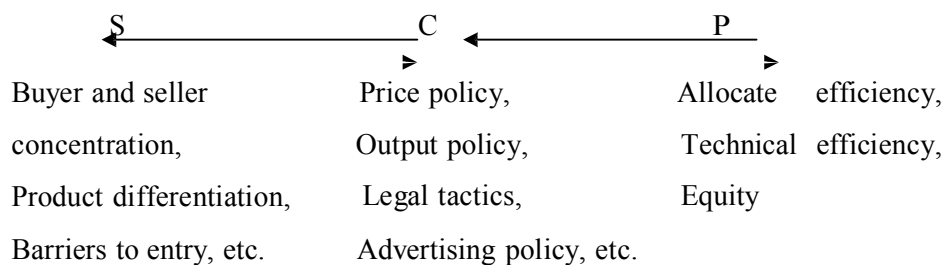 S C P
Buyer and seller Price policy, Allocate efficiency,
concentration, Output policy, Technical efficiency,
Product differentiation, Legal tactics, Equity
Barriers to entry, etc. Advertising policy, etc.